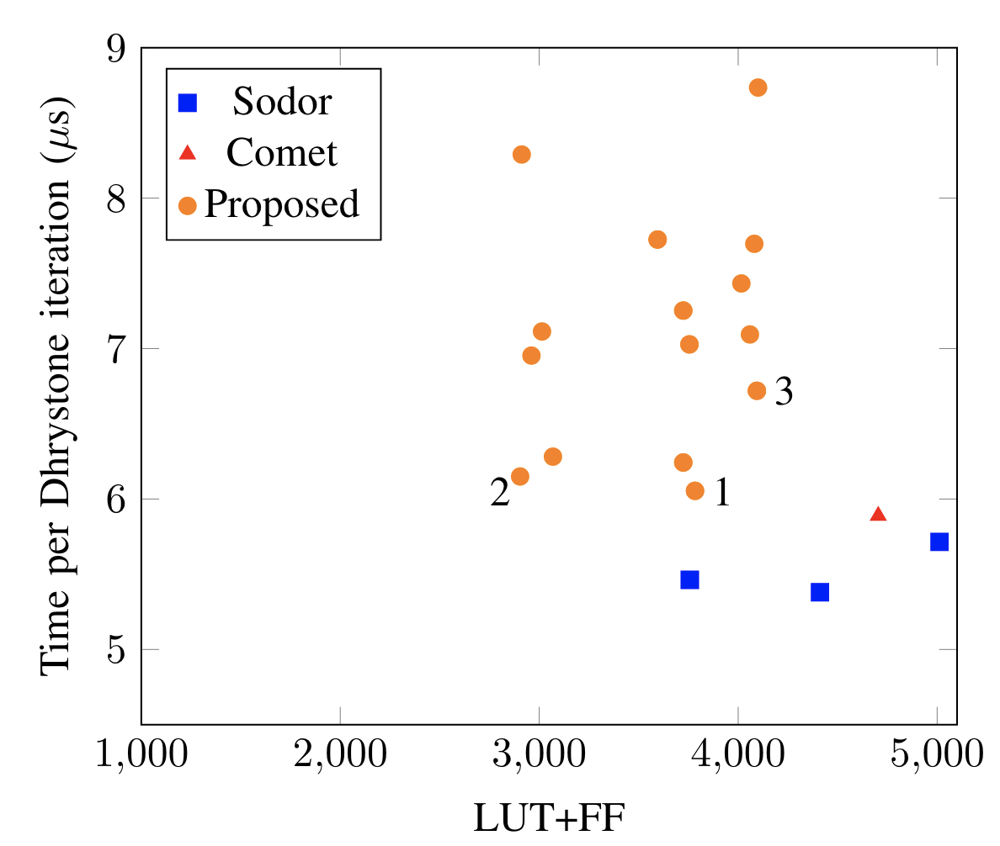 9
8
7
6
5
Time per Dhrystone iteration (μs)
Sodor
Comet
Proposed
3
2
1
1,000 2,000 3,000 4,000 5,000
LUT+FF